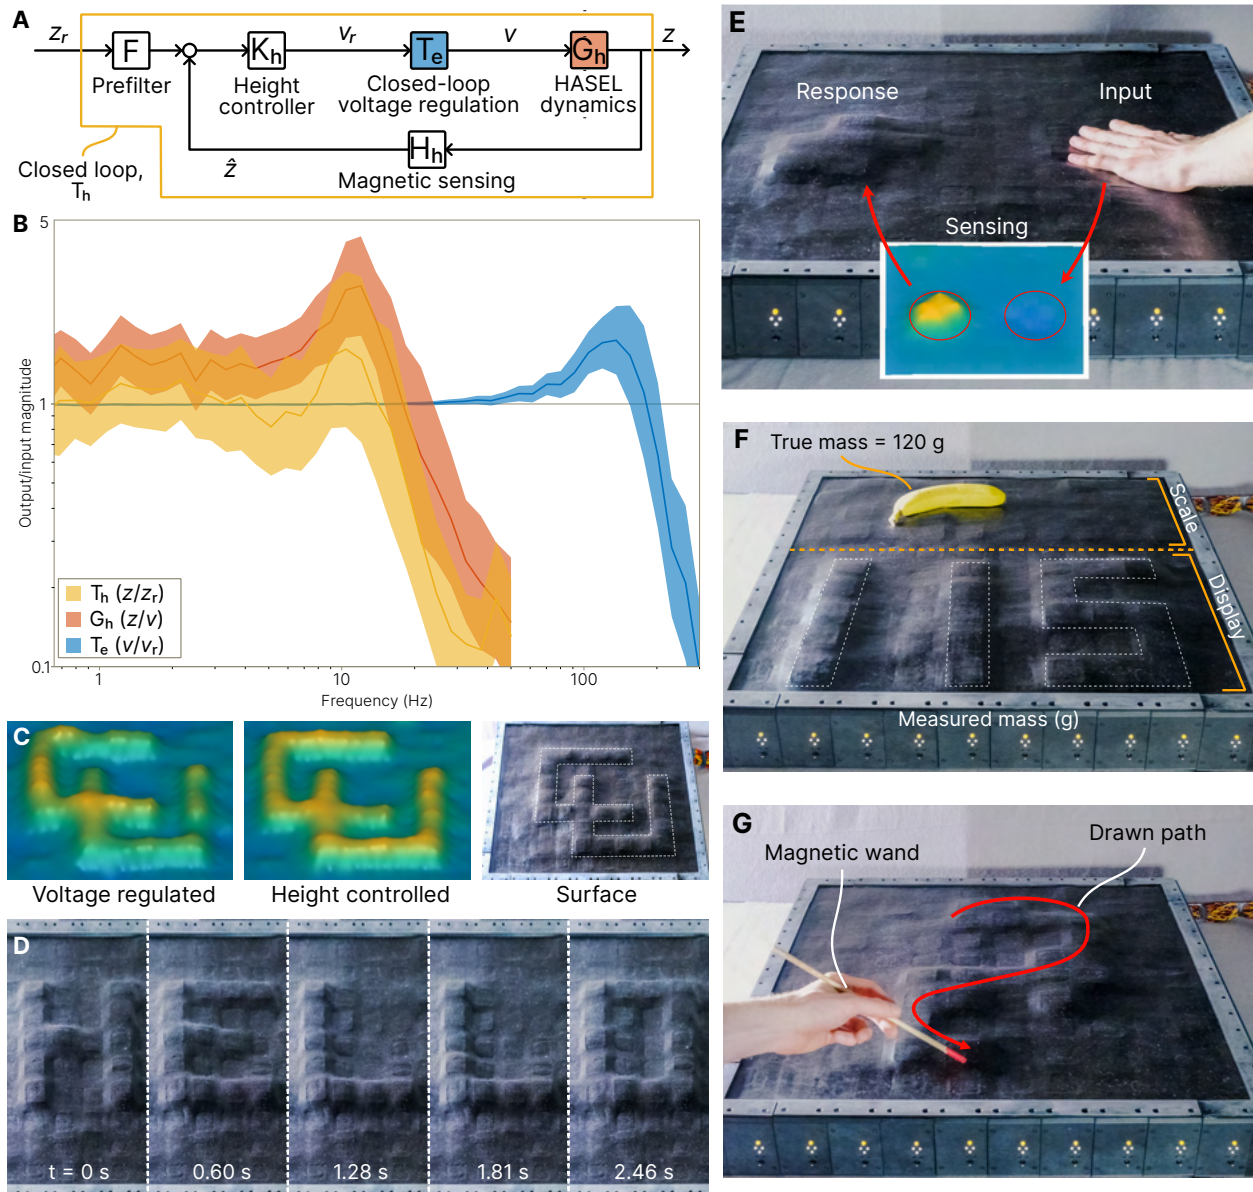 A
z_r
F
Prefilter
K_h
Height
controller
v_r
T_e
Closed-loop
voltage regulation
v
G_h
HASEL
dynamics
z
H_h
Magnetic sensing
ẑ
Closed loop,
T_h
B
5
1
0.1
Output/input magnitude
T_h (z/z_r)
G_h (z/v)
T_e (v/v_r)
1
10
100
Frequency (Hz)
C
Voltage regulated
Height controlled
Surface
D
t = 0 s
0.60 s
1.28 s
1.81 s
2.46 s
E
Response
Input
Sensing
F
True mass = 120 g
Scale
Display
Measured mass (g)
G
Magnetic wand
Drawn path